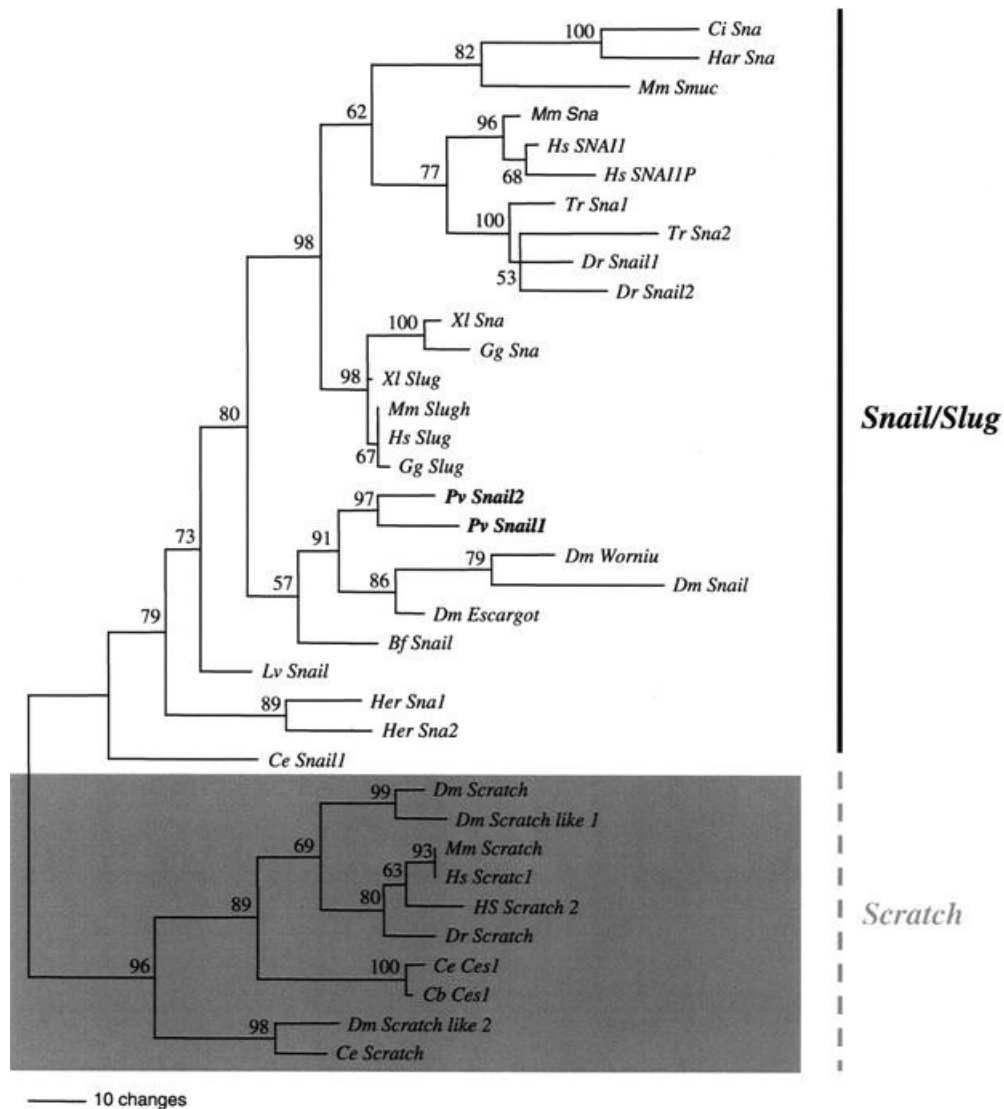 100
Ci Sna
82
Har Sna
Mm Smuc
62
96
Mm Sna
Hs SNAI1
77
68
Hs SNAI1P
100
Tr Sna1
98
Tr Sna2
Dr Snail1
53
Dr Snail2
100
Xl Sna
Gg Sna
98
Xl Slug
80
Mm Slugh
Hs Slug
67
Gg Slug
Snail/Slug
97
Pv Snail2
Pv Snail1
73
91
79
Dm Worniu
57
86
Dm Snail
Dm Escargot
79
Bf Snail
Lv Snail
89
Her Sna1
Her Sna2
Ce Snail1
99
Dm Scratch
Dm Scratch like 1
69
93
Mm Scratch
63
Hs Scratc1
89
80
HS Scratch 2
Scratch
Dr Scratch
96
100
Ce Ces1
Cb Ces1
98
Dm Scratch like 2
Ce Scratch
10 changes